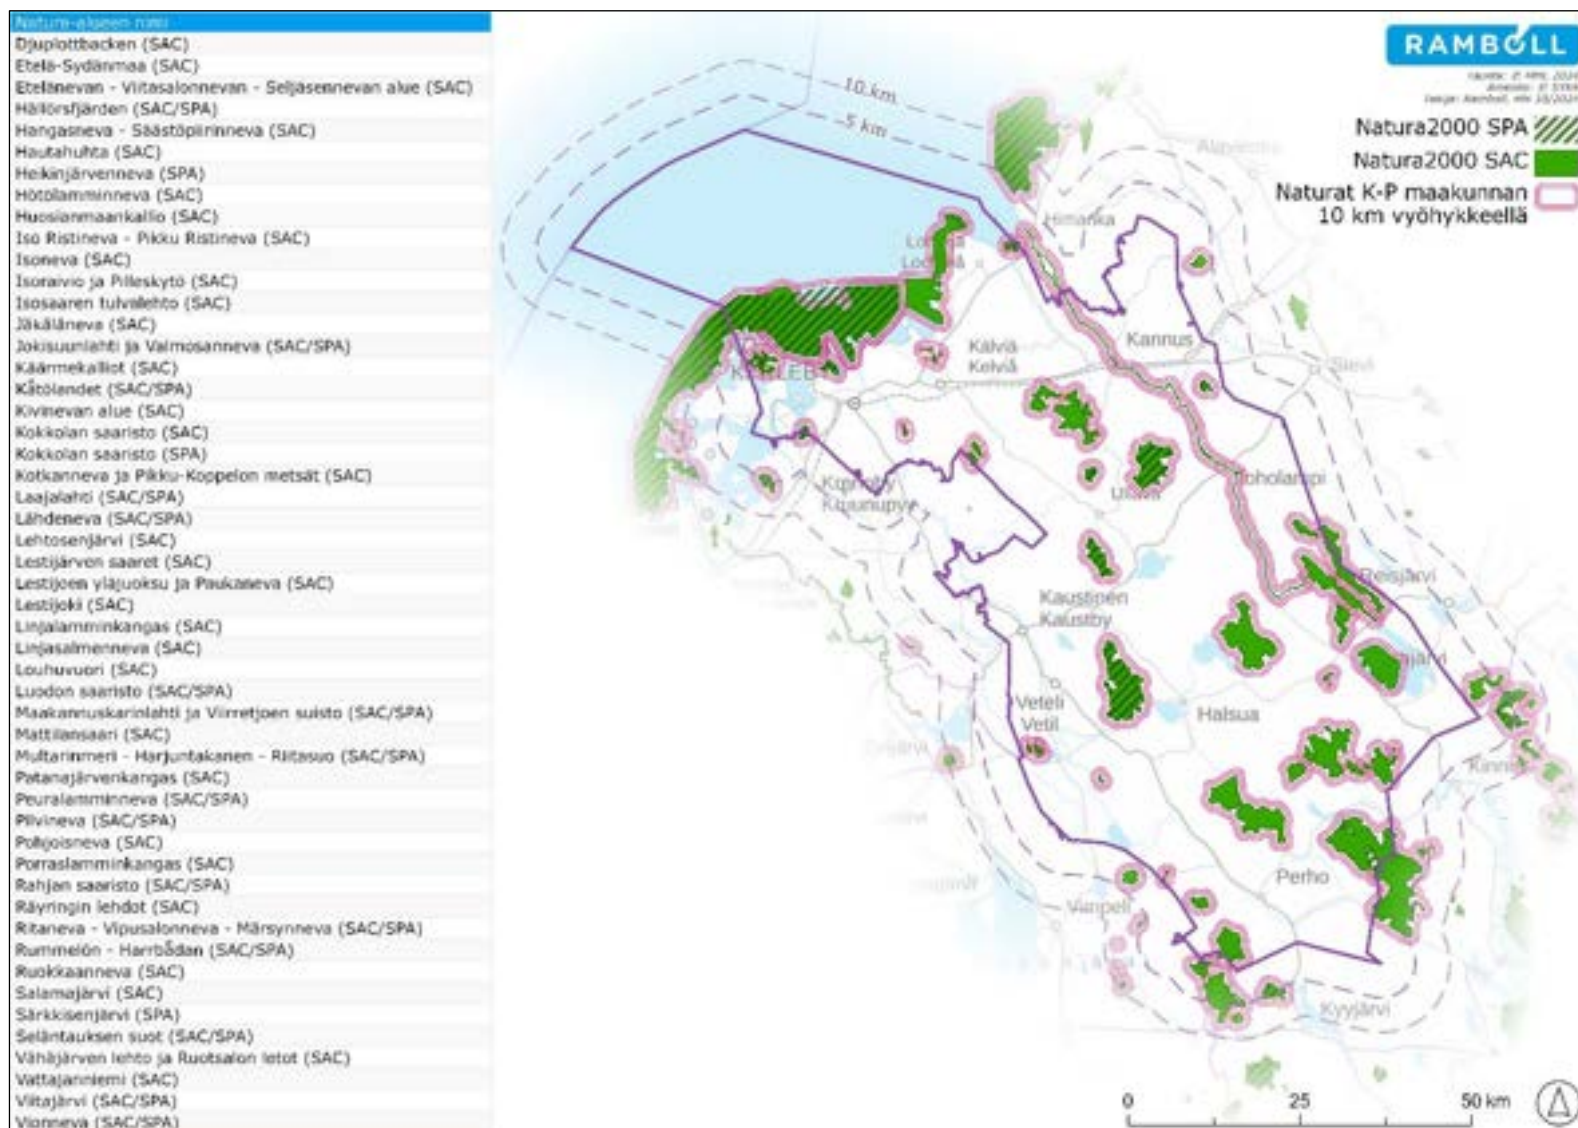 Natura-alueen nimi
Djuplottbacken (SAC)
Etelä-Sydänmaa (SAC)
Etelänevan - Viitasalonnevan - Seljäsennevan alue (SAC)
Hällörsfjärden (SAC/SPA)
Hangasneva - Säästöpiirinneva (SAC)
Hautahuhta (SAC)
Heikinjärvenneva (SPA)
Hötölamminneva (SAC)
Huosianmaankallio (SAC)
Iso Ristineva - Pikku Ristineva (SAC)
Isoneva (SAC)
Isoraivio ja Pilleskytö (SAC)
Isosaaren tulvalehto (SAC)
Jäkäläneva (SAC)
Jokisuunlahti ja Valmosanneva (SAC/SPA)
Käärmekalliot (SAC)
Kåtölandet (SAC/SPA)
Kivinevan alue (SAC)
Kokkolan saaristo (SAC)
Kokkolan saaristo (SPA)
Kotkanneva ja Pikku-Koppelon metsät (SAC)
Laajalahti (SAC/SPA)
Lähdeneva (SAC/SPA)
Lehtosenjärvi (SAC)
Lestijärven saaret (SAC)
Lestijoen yläjuoksu ja Paukaneva (SAC)
Lestijoki (SAC)
Linjalamminkangas (SAC)
Linjasalmenneva (SAC)
Louhuvuori (SAC)
Luodon saaristo (SAC/SPA)
Maakannuskarinlahti ja Viirretjoen suisto (SAC/SPA)
Mattilansaari (SAC)
Multarinmeri - Harjuntakanen - Riitasuo (SAC/SPA)
Patanajärvenkangas (SAC)
Peuralamminneva (SAC/SPA)
Pilvineva (SAC/SPA)
Pohjoisneva (SAC)
Porraslamminkangas (SAC)
Rahjan saaristo (SAC/SPA)
Räyringin lehdot (SAC)
Ritaneva - Vipusalonneva - Märsynneva (SAC/SPA)
Rummelön - Harrbådan (SAC/SPA)
Ruokkaanneva (SAC)
Salamajärvi (SAC)
Särkkisenjärvi (SPA)
Seläntauksen suot (SAC/SPA)
Vähäjärven lehto ja Ruotsalon letot (SAC)
Vattajanniemi (SAC)
Viitajärvi (SAC/SPA)
Vionneva (SAC/SPA)
RAMBOLL
Natura2000 SPA
Natura2000 SAC
Naturat K-P maakunnan
10 km vyöhykkeellä
10 km
5 km
Himanka
Kannus
Kälviä
Kelviä
Sievi
Kruunupyy
Reisjärvi
Kaustinen
Kaustby
Veteli
Vetil
Halsua
Perho
Vimpeli
Kyyjärvi
0 25 50 km